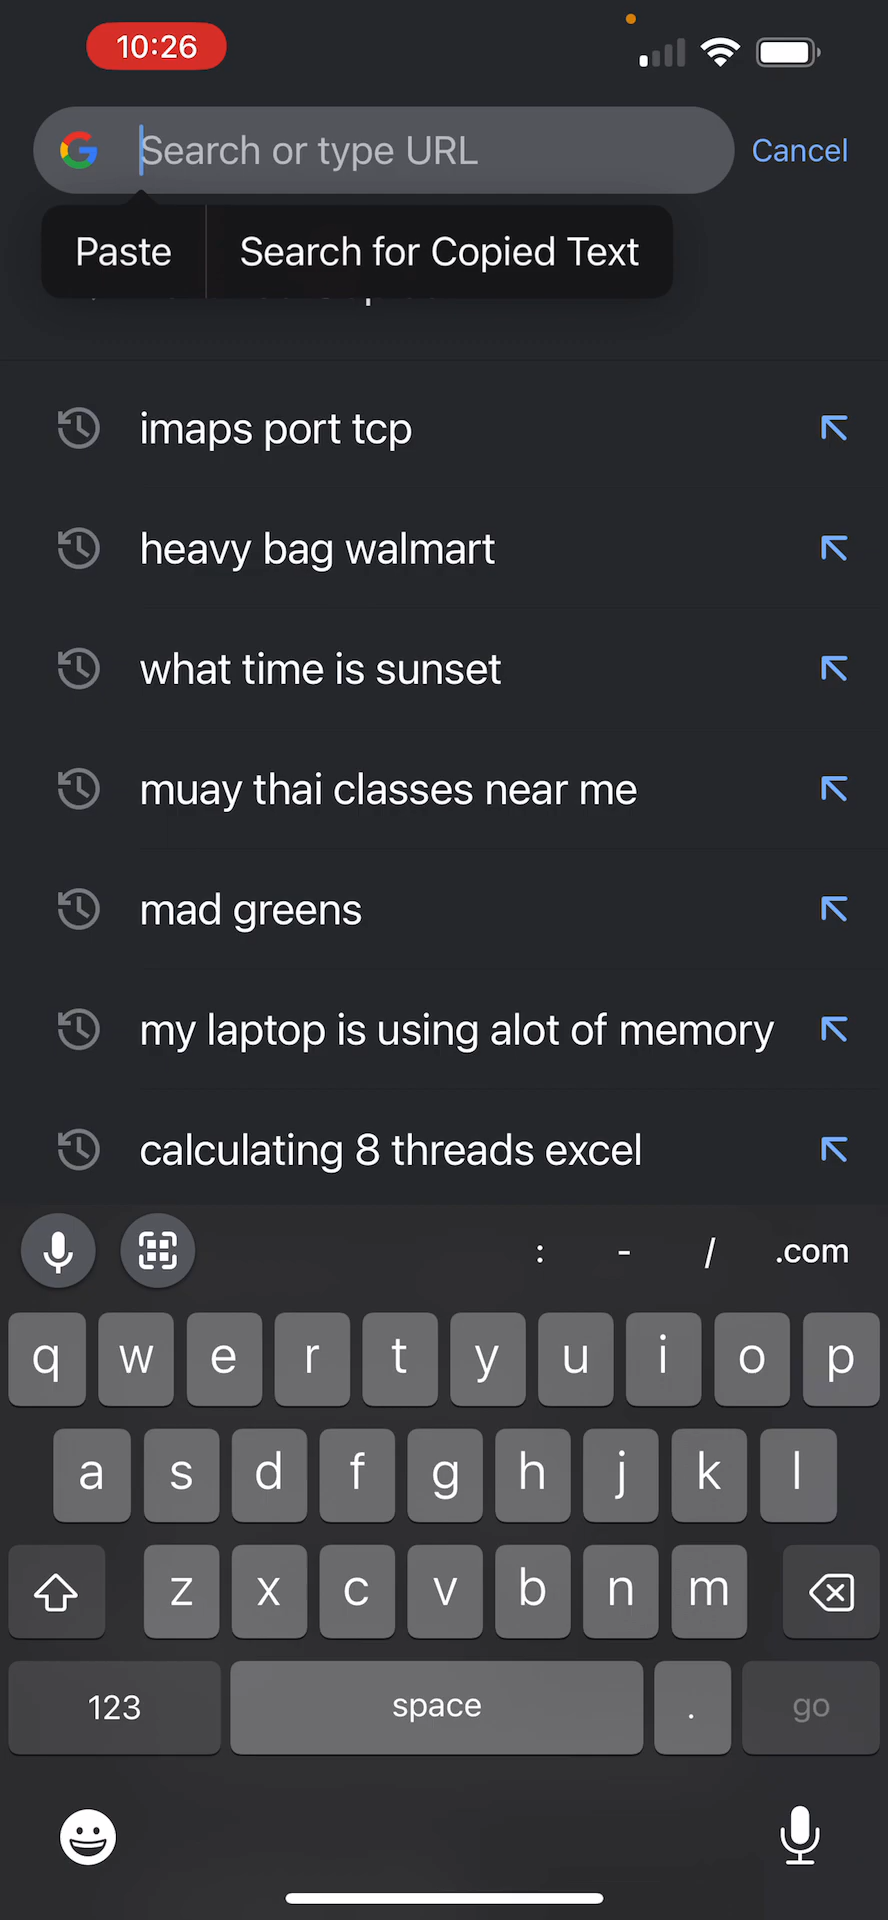 10:26
Search or type URL
Cancel
Paste
Search for Copied Text
imaps port tcp
heavy bag walmart
what time is sunset
muay thai classes near me
mad greens
my laptop is using alot of memory
calculating 8 threads excel
: - / .com
q w e r t y u i o p
a s d f g h j k l
z x c v b n m
123 space . go